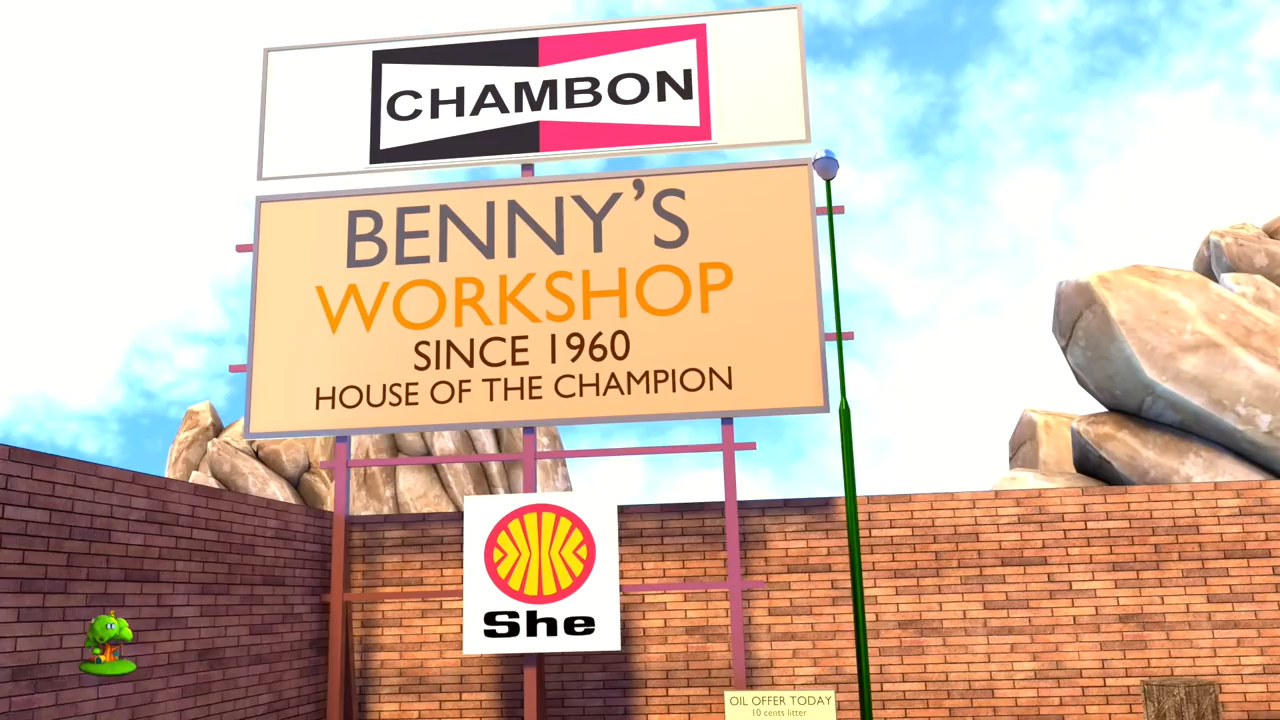 CHAMBON
BENNY'S
WORKSHOP
SINCE 1960
HOUSE OF THE CHAMPION
She
OIL OFFER TODAY
10 cents litter